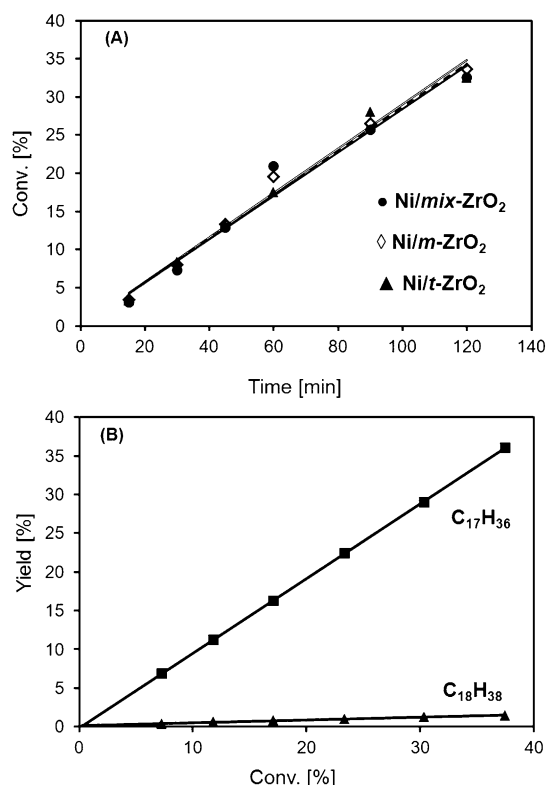 (A)
40
35
30
25
20
15
10
5
0
Conv. [%]
Ni/mix-ZrO₂
Ni/m-ZrO₂
Ni/t-ZrO₂
0 20 40 60 80 100 120 140
Time [min]
(B)
40
35
30
25
20
15
10
5
0
Yield [%]
C₁₇H₃₆
C₁₈H₃₈
0 10 20 30 40
Conv. [%]